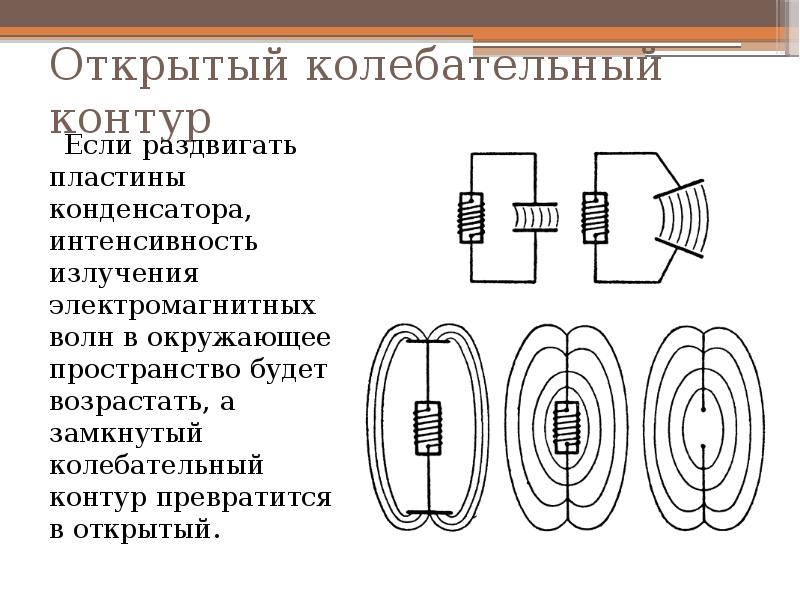 Открытый колебательный
контур
Если раздвигать
пластины
конденсатора,
интенсивность
излучения
электромагнитных
волн в окружающее
пространство будет
возрастать, а
замкнутый
колебательный
контур превратится
в открытый.